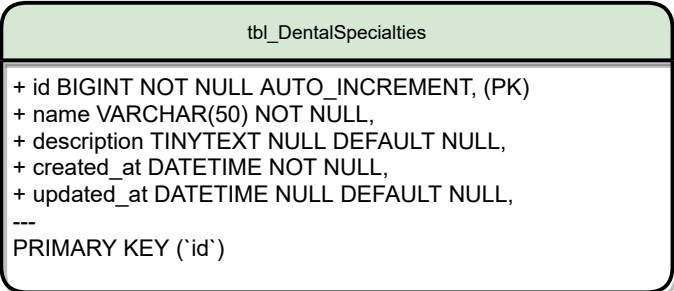 tbl_DentalSpecialties
+ id BIGINT NOT NULL AUTO_INCREMENT, (PK)
+ name VARCHAR(50) NOT NULL,
+ description TINYTEXT NULL DEFAULT NULL,
+ created_at DATETIME NOT NULL,
+ updated_at DATETIME NULL DEFAULT NULL,
---
PRIMARY KEY (`id`)